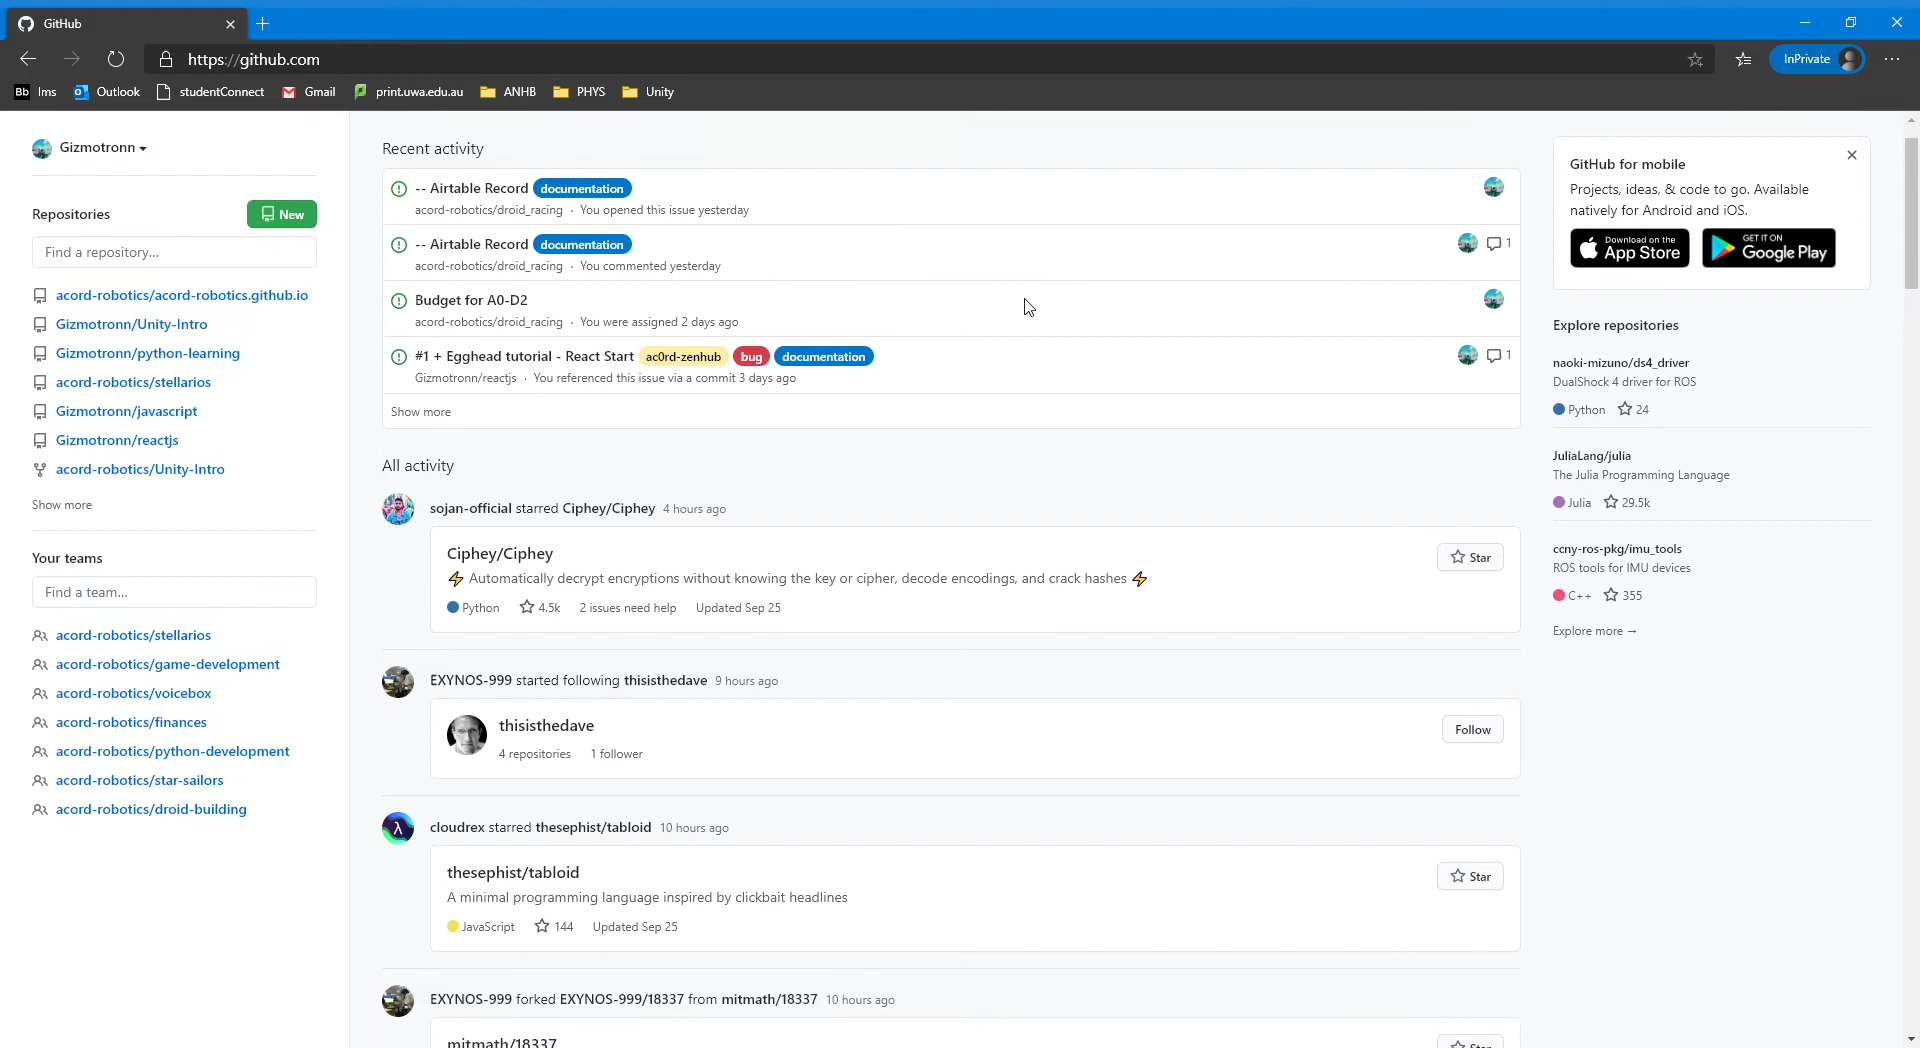 GitHub
https://github.com
InPrivate
Bb lms Outlook studentConnect Gmail print.uwa.edu.au ANHB PHYS Unity
Gizmotronn
Repositories
New
Find a repository...
acord-robotics/acord-robotics.github.io
Gizmotronn/Unity-Intro
Gizmotronn/python-learning
acord-robotics/stellarios
Gizmotronn/javascript
Gizmotronn/reactjs
acord-robotics/Unity-Intro
Show more
Your teams
Find a team...
acord-robotics/stellarios
acord-robotics/game-development
acord-robotics/voicebox
acord-robotics/finances
acord-robotics/python-development
acord-robotics/star-sailors
acord-robotics/droid-building
Recent activity
-- Airtable Record documentation
acord-robotics/droid_racing · You opened this issue yesterday
-- Airtable Record documentation 1
acord-robotics/droid_racing · You commented yesterday
Budget for A0-D2
acord-robotics/droid_racing · You were assigned 2 days ago
#1 + Egghead tutorial - React Start ac0rd-zenhub bug documentation 1
Gizmotronn/reactjs · You referenced this issue via a commit 3 days ago
Show more
All activity
sojan-official starred Ciphey/Ciphey 4 hours ago
Ciphey/Ciphey
Star
⚡ Automatically decrypt encryptions without knowing the key or cipher, decode encodings, and crack hashes ⚡
Python 4.5k 2 issues need help Updated Sep 25
EXYNOS-999 started following thisisthedave 9 hours ago
thisisthedave
Follow
4 repositories 1 follower
λ
cloudrex starred thesephist/tabloid 10 hours ago
thesephist/tabloid
Star
A minimal programming language inspired by clickbait headlines
JavaScript 144 Updated Sep 25
EXYNOS-999 forked EXYNOS-999/18337 from mitmath/18337 10 hours ago
mitmath/18337
Star
GitHub for mobile
Projects, ideas, & code to go. Available
natively for Android and iOS.
Download on the
App Store
GET IT ON
Google Play
Explore repositories
naoki-mizuno/ds4_driver
DualShock 4 driver for ROS
Python 24
JuliaLang/julia
The Julia Programming Language
Julia 29.5k
ccny-ros-pkg/imu_tools
ROS tools for IMU devices
C++ 355
Explore more →